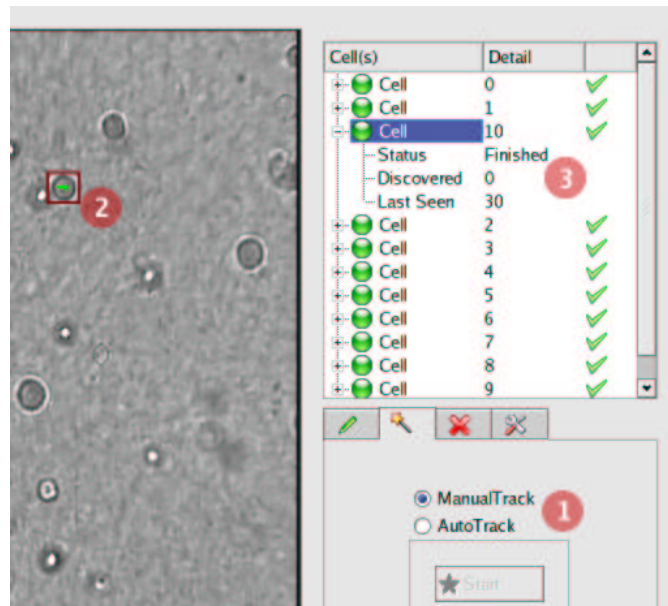 Cell(s) Detail
Cell 0
Cell 1
Cell 10
Status Finished
Discovered 0
Last Seen 30
Cell 2
Cell 3
Cell 4
Cell 5
Cell 6
Cell 7
Cell 8
Cell 9
2
3
ManualTrack
AutoTrack
1
Start